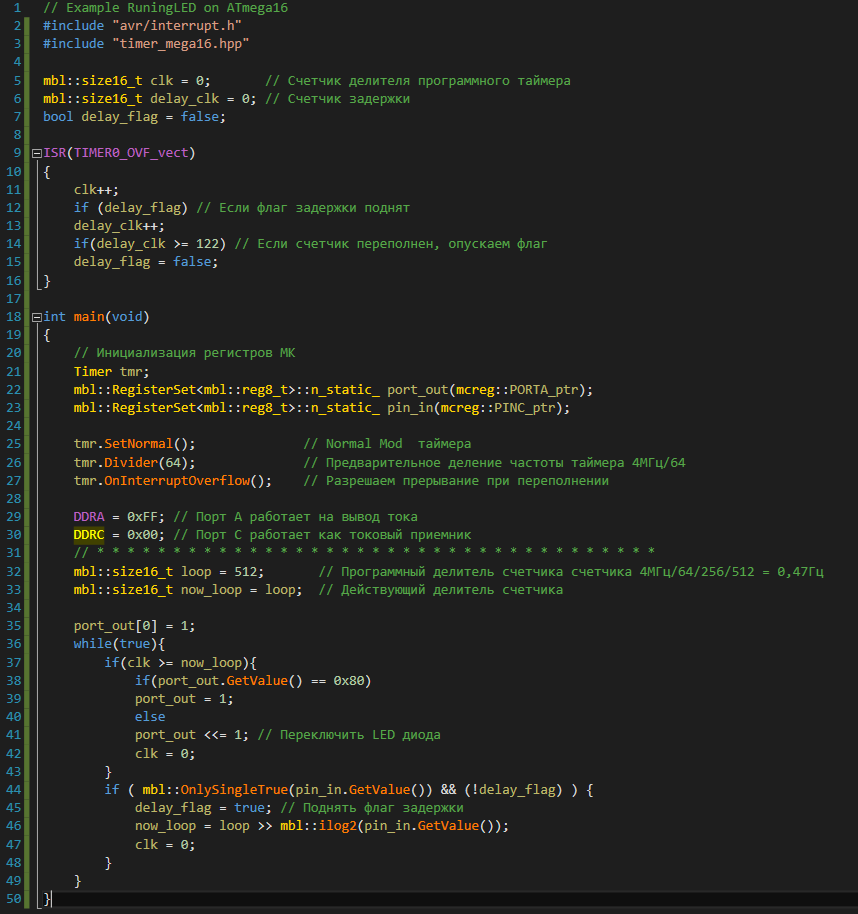 1 // Example RuningLED on ATmega16
2 #include "avr/interrupt.h"
3 #include "timer_mega16.hpp"
4
5 mbl::size16_t clk = 0;       // Счетчик делителя программного таймера
6 mbl::size16_t delay_clk = 0; // Счетчик задержки
7 bool delay_flag = false;
8
9 ISR(TIMER0_OVF_vect)
10 {
11     clk++;
12     if (delay_flag) // Если флаг задержки поднят
13     delay_clk++;
14     if(delay_clk >= 122) // Если счетчик переполнен, опускаем флаг
15     delay_flag = false;
16 }
17
18 int main(void)
19 {
20     // Инициализация регистров МК
21     Timer tmr;
22     mbl::RegisterSet<mbl::reg8_t>::n_static_ port_out(mcreg::PORTA_ptr);
23     mbl::RegisterSet<mbl::reg8_t>::n_static_ pin_in(mcreg::PINC_ptr);
24
25     tmr.SetNormal();              // Normal Mod  таймера
26     tmr.Divider(64);              // Предварительное деление частоты таймера 4МГц/64
27     tmr.OnInterruptOverflow();    // Разрешаем прерывание при переполнении
28
29     DDRA = 0xFF; // Порт А работает на вывод тока
30     DDRC = 0x00; // Порт С работает как токовый приемник
31     // * * * * * * * * * * * * * * * * * * * * * * * * * * * * * * * * * * * * *
32     mbl::size16_t loop = 512;       // Программный делитель счетчика счетчика 4МГц/64/256/512 = 0,47Гц
33     mbl::size16_t now_loop = loop;  // Действующий делитель счетчика
34
35     port_out[0] = 1;
36     while(true){
37         if(clk >= now_loop){
38             if(port_out.GetValue() == 0x80)
39             port_out = 1;
40             else
41             port_out <<= 1; // Переключить LED диода
42             clk = 0;
43         }
44         if ( mbl::OnlySingleTrue(pin_in.GetValue()) && (!delay_flag) ) {
45             delay_flag = true; // Поднять флаг задержки
46             now_loop = loop >> mbl::ilog2(pin_in.GetValue());
47             clk = 0;
48         }
49     }
50 }